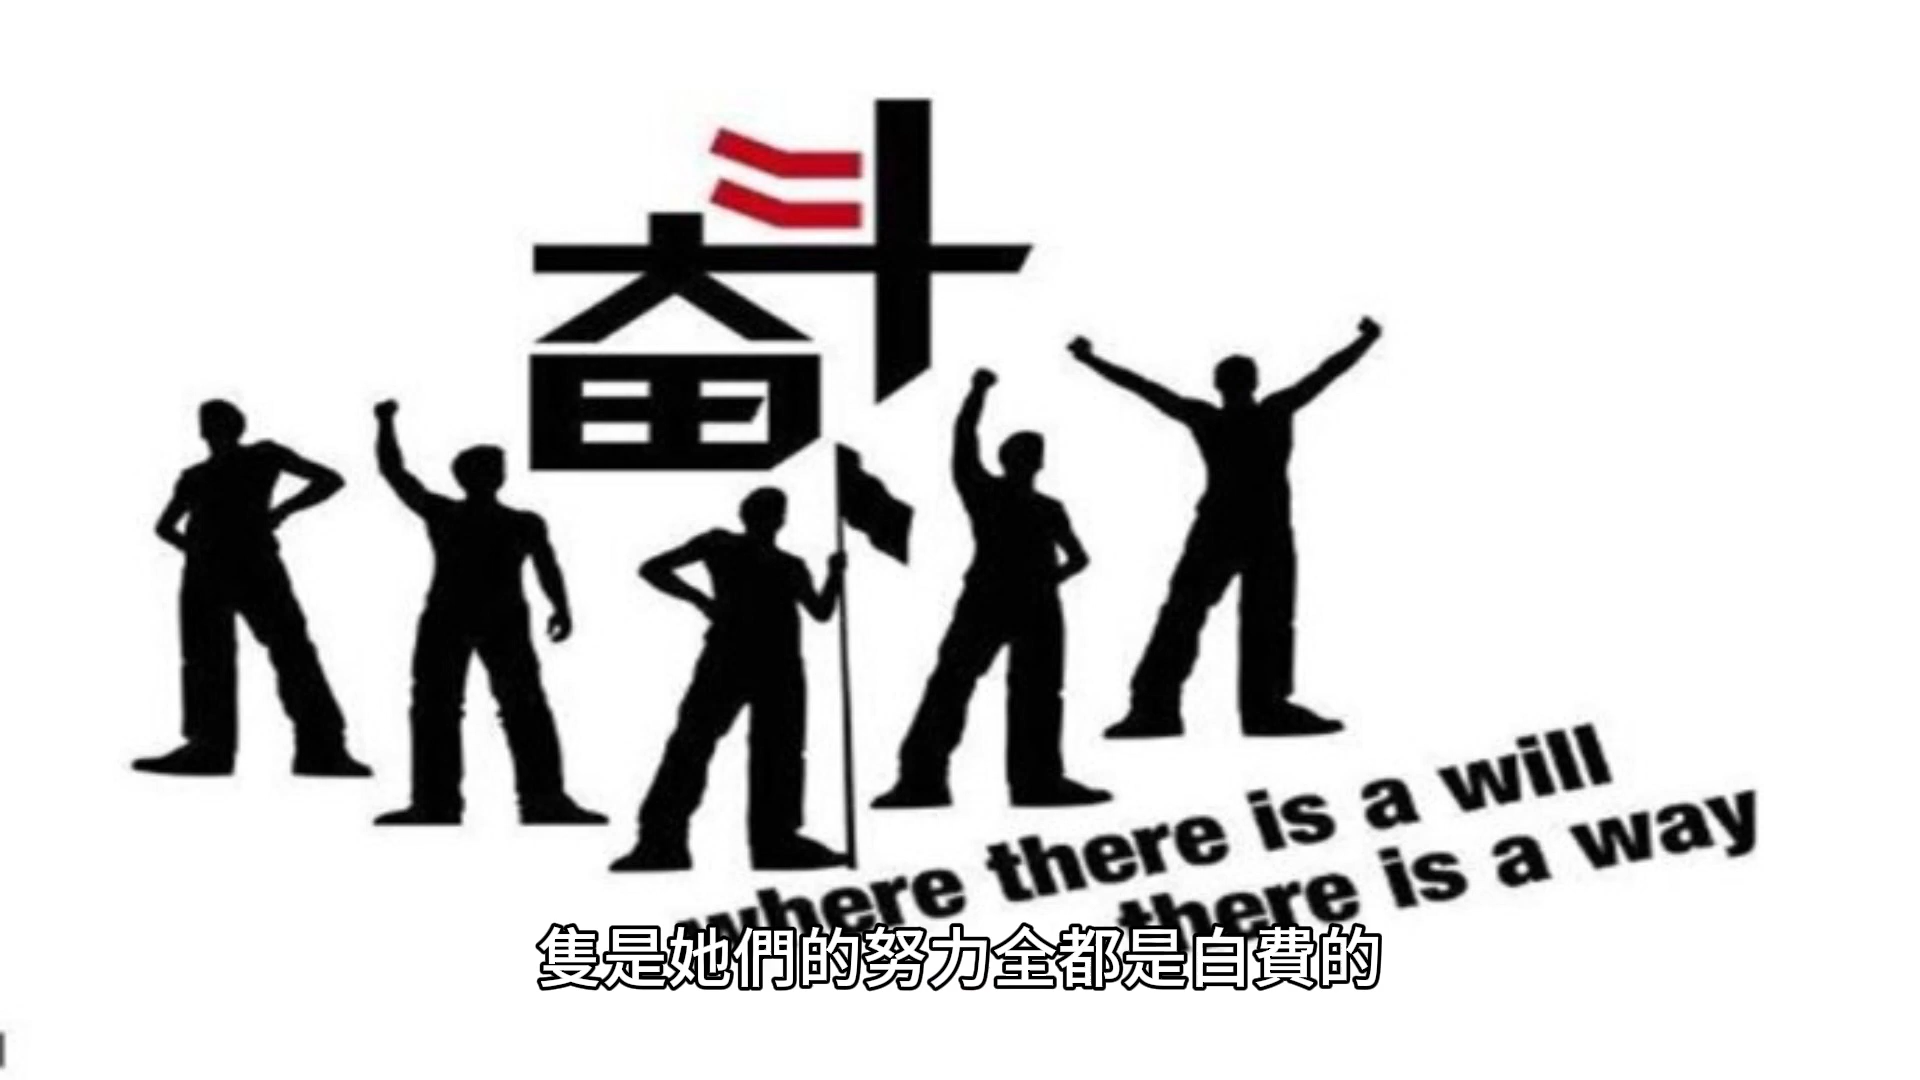 奋斗
where there is a will
there is a way
隻是她們的努力全都是白費的